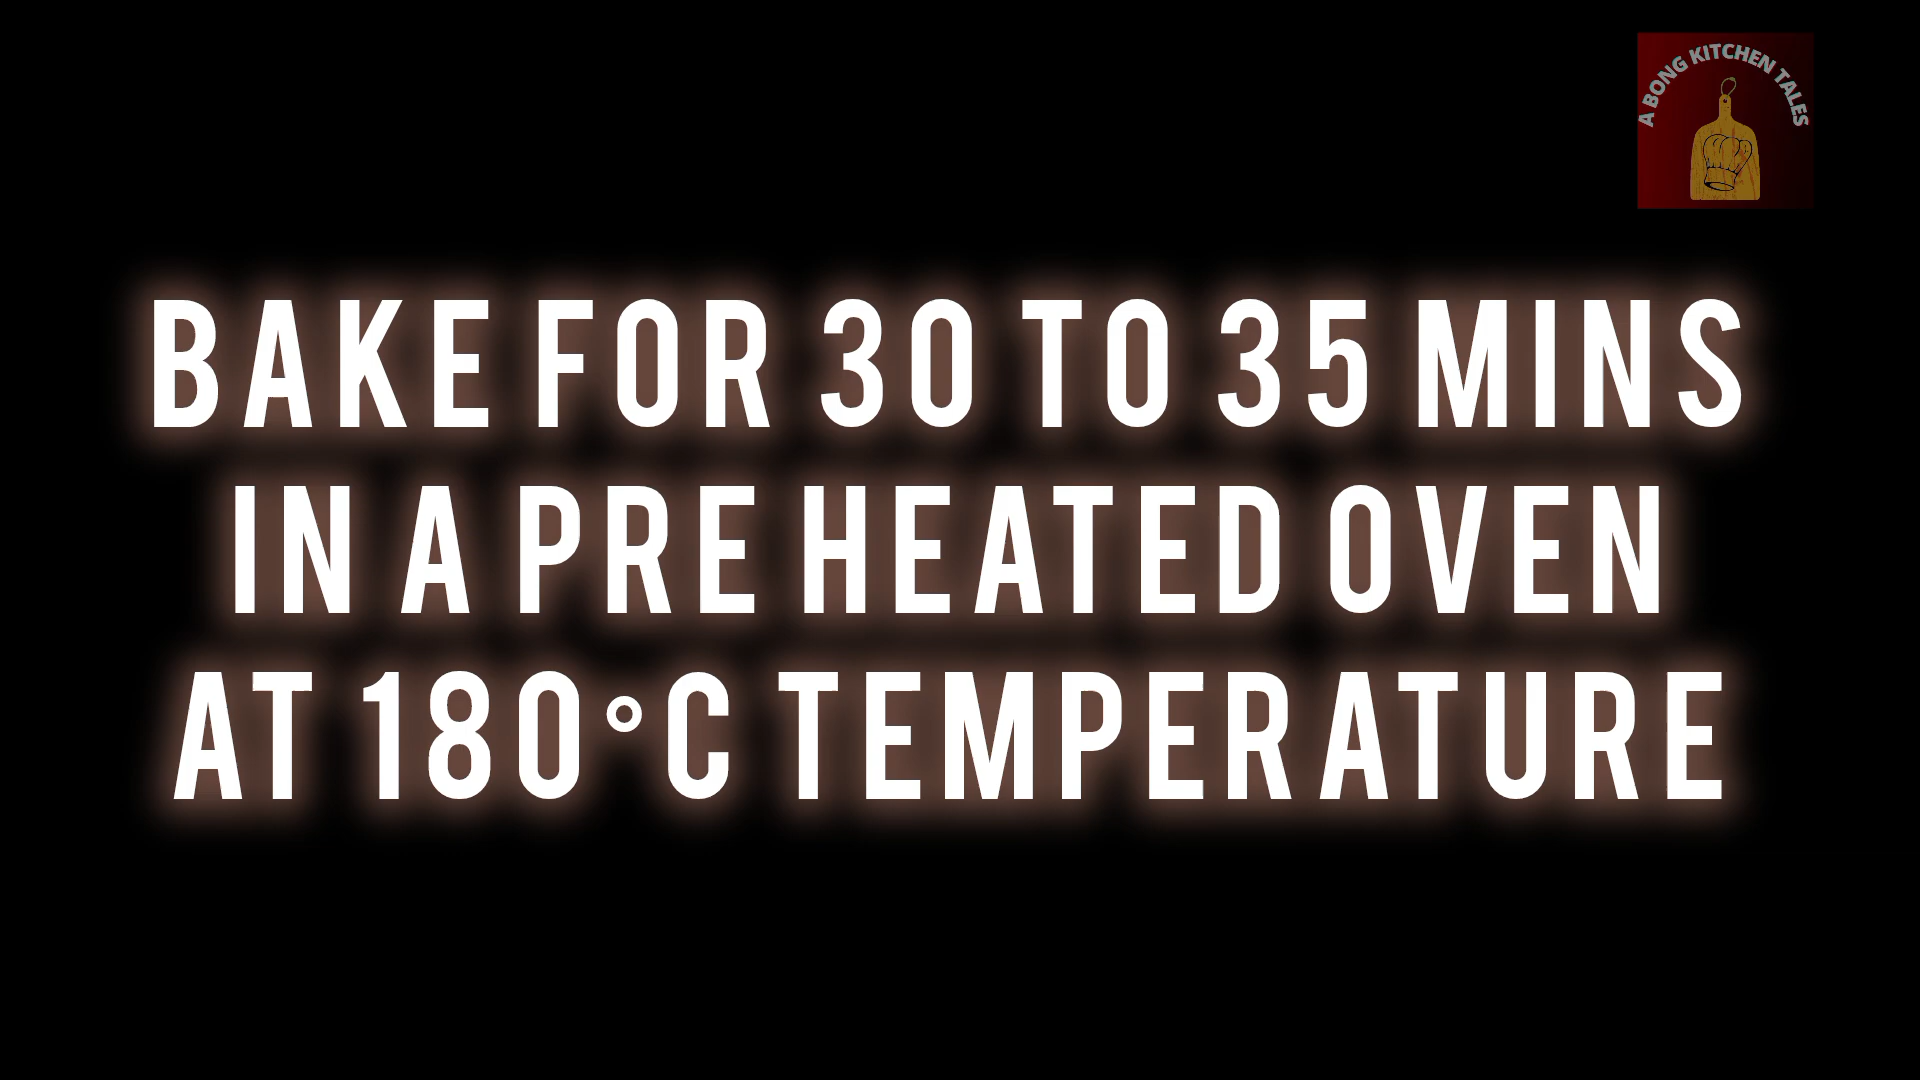 A BONG KITCHEN TALES
BAKE FOR 30 TO 35 MINS
IN A PRE HEATED OVEN
AT 180°C TEMPERATURE